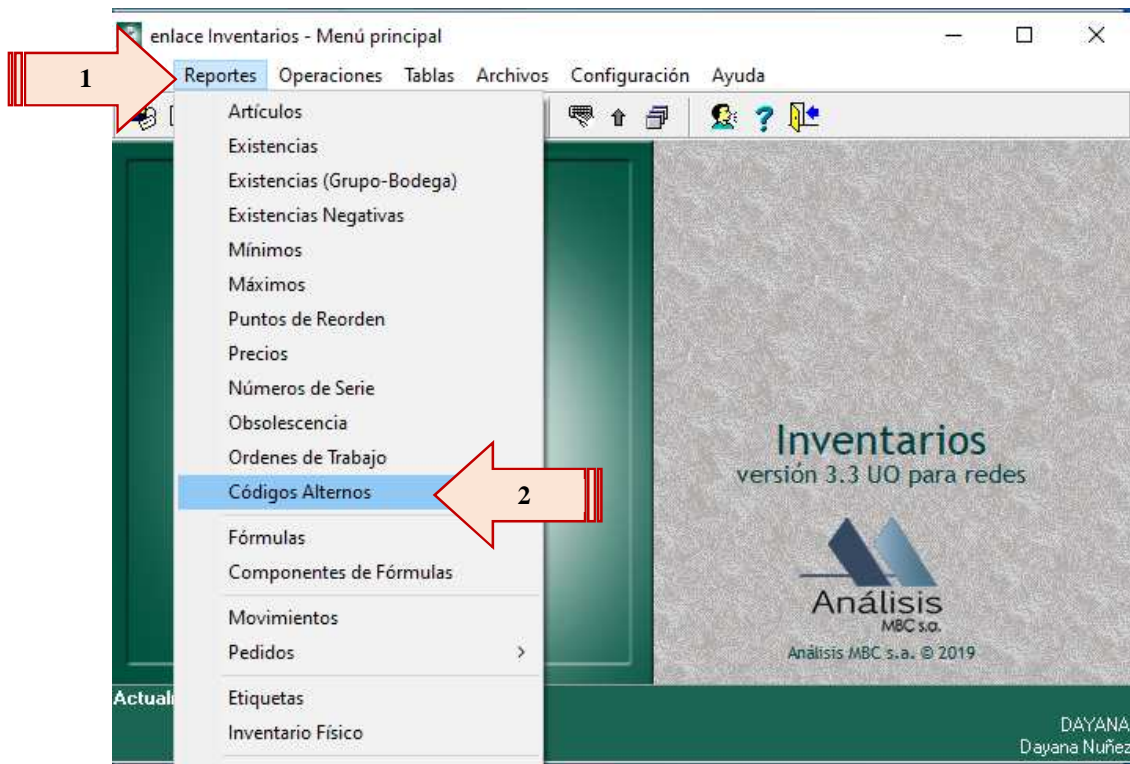 enlace Inventarios - Menú principal
1
Reportes Operaciones Tablas Archivos Configuración Ayuda
Artículos
Existencias
Existencias (Grupo-Bodega)
Existencias Negativas
Mínimos
Máximos
Puntos de Reorden
Precios
Números de Serie
Obsolescencia
Ordenes de Trabajo
Códigos Alternos
2
Fórmulas
Componentes de Fórmulas
Movimientos
Pedidos
Etiquetas
Inventario Físico
Inventarios
versión 3.3 UO para redes
Análisis
MBC s.a.
Análisis MBC s.a. © 2019
DAYANA
Dayana Nuñez